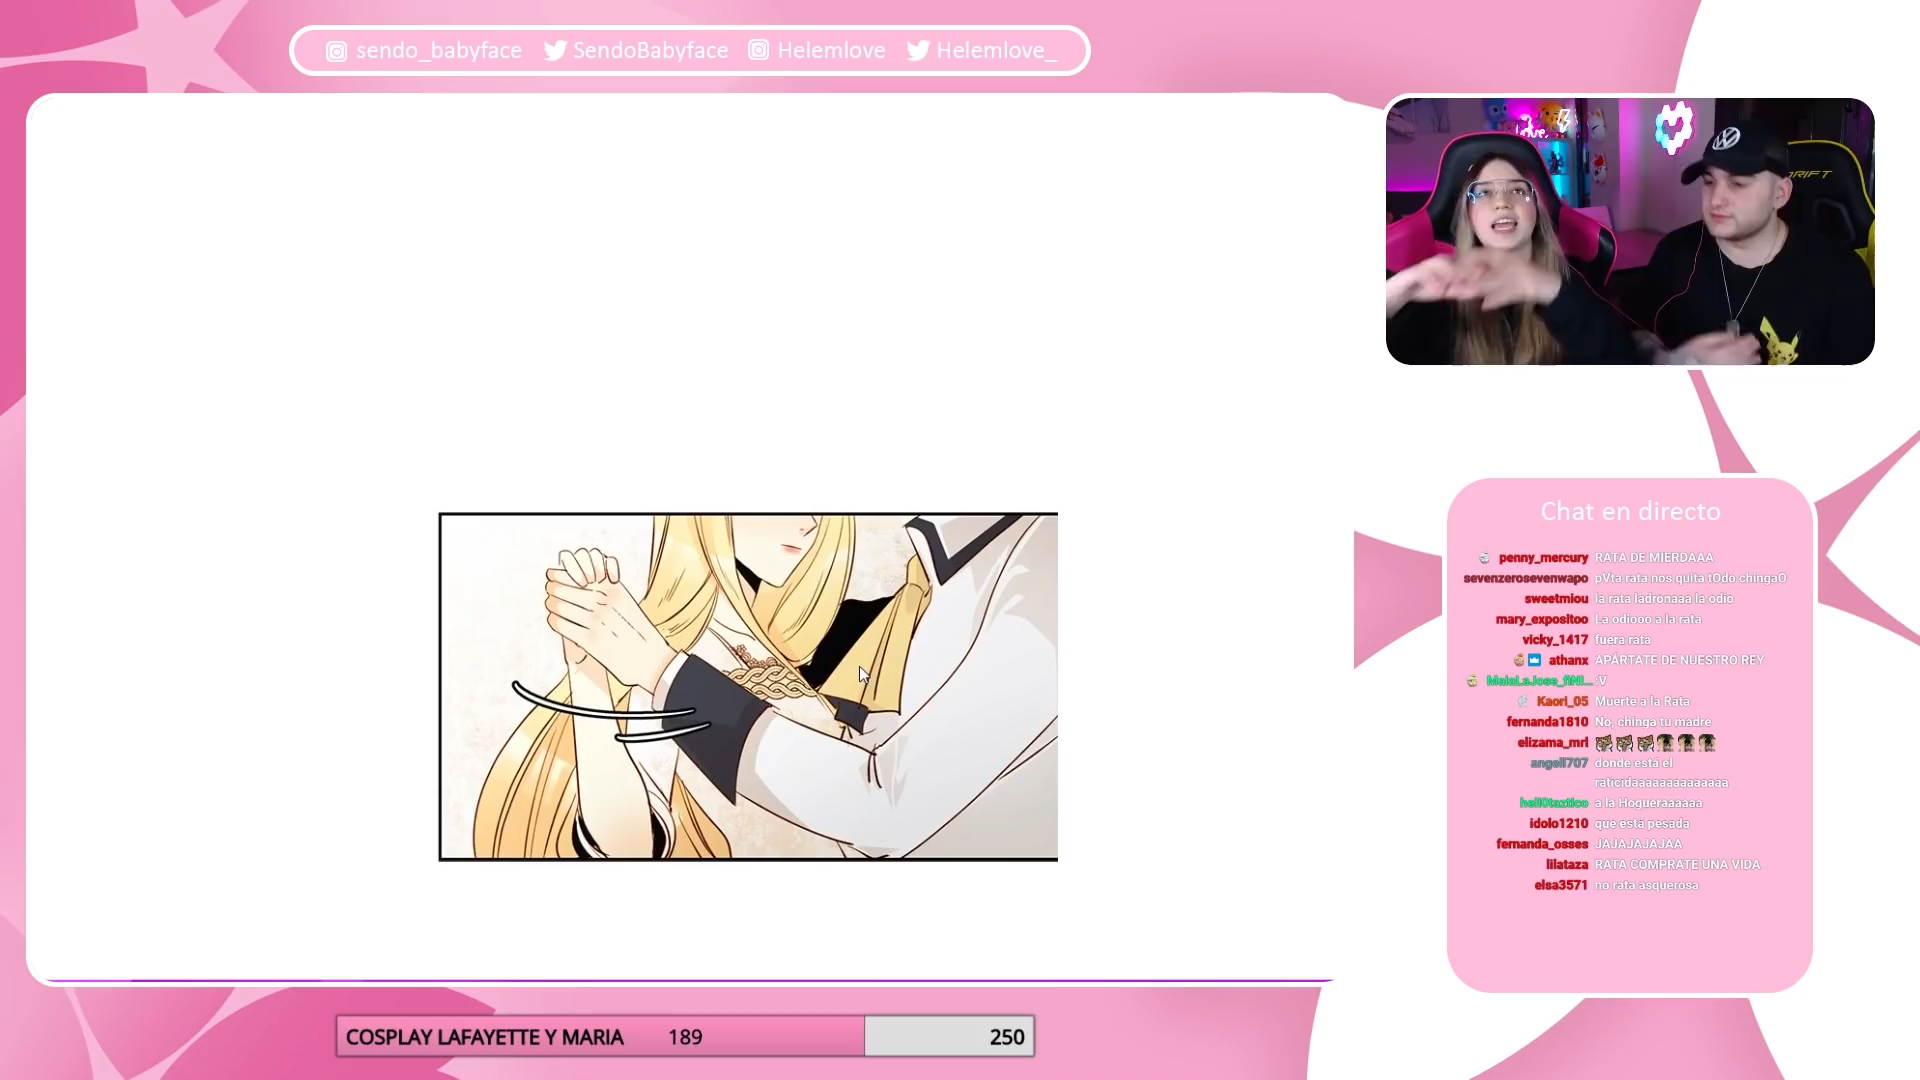 sendo_babyface SendoBabyface Helemlove Helemlove_
love
DRIFT
Chat en directo
penny_mercury RATA DE MIERDAAA
sevenzerosevenwapo pVta rata nos quita tOdo chingaO
sweetmiou la rata ladronaaa la odio
mary_expositoo La odiooo a la rata
vicky_1417 fuera rata
athanx APÁRTATE DE NUESTRO REY
:V
Kaori_05 Muerte a la Rata
fernanda1810 No, chinga tu madre
elizama_mrl
angell707 donde está el
raticidaaaaaaaaaaaaaa
a la Hogueraaaaaa
idolo1210 que está pesada
fernanda_osses JAJAJAJAJAA
lilataza RATA COMPRATE UNA VIDA
elsa3571 no rata asquerosa
COSPLAY LAFAYETTE Y MARIA 189 250